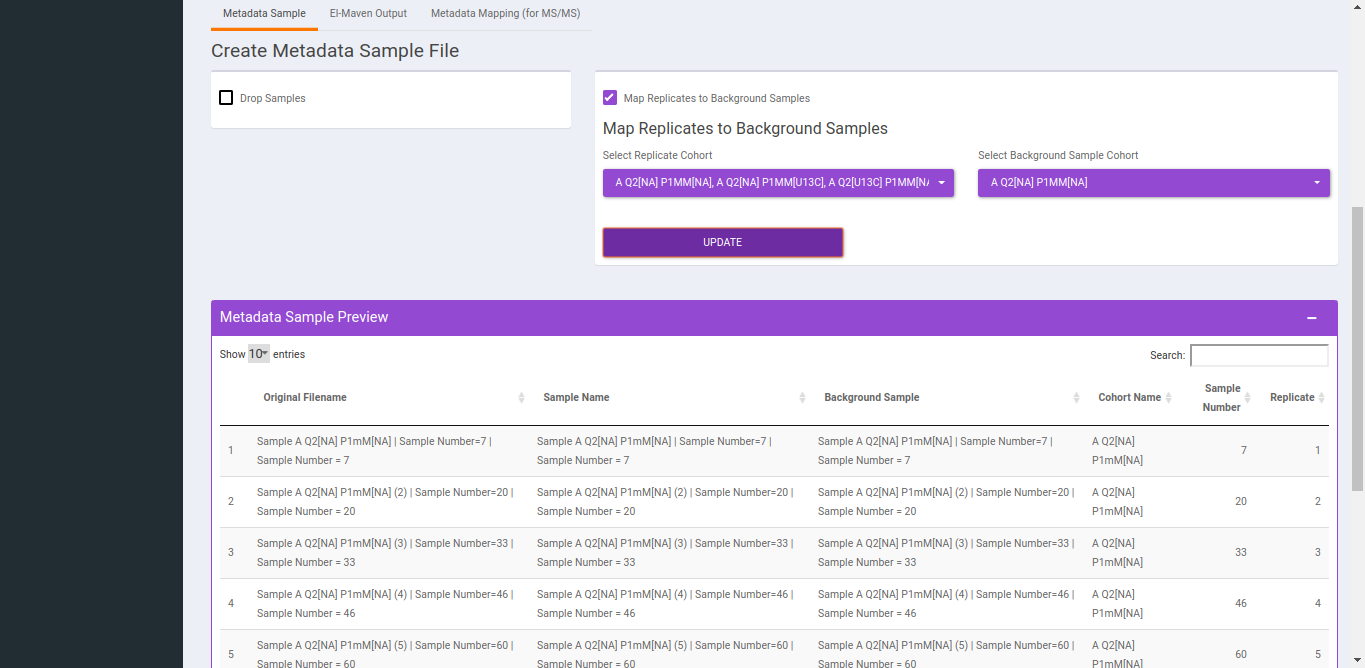 Metadata Sample El-Maven Output Metadata Mapping (for MS/MS)
Create Metadata Sample File
Drop Samples
Map Replicates to Background Samples
Map Replicates to Background Samples
Select Replicate Cohort Select Background Sample Cohort
A Q2[NA] P1MM[NA], A Q2[NA] P1MM[U13C], A Q2[U13C] P1MM[NA A Q2[NA] P1MM[NA]
UPDATE
Metadata Sample Preview
Show 10 entries Search:
Original Filename Sample Name Background Sample Cohort Name Sample Number Replicate
1 Sample A Q2[NA] P1mM[NA] | Sample Number=7 | Sample A Q2[NA] P1mM[NA] | Sample Number=7 | Sample A Q2[NA] P1mM[NA] | Sample Number=7 | A Q2[NA] 7 1
Sample Number = 7 Sample Number = 7 Sample Number = 7 P1mM[NA]
2 Sample A Q2[NA] P1mM[NA] (2) | Sample Number=20 | Sample A Q2[NA] P1mM[NA] (2) | Sample Number=20 | Sample A Q2[NA] P1mM[NA] (2) | Sample Number=20 | A Q2[NA] 20 2
Sample Number = 20 Sample Number = 20 Sample Number = 20 P1mM[NA]
3 Sample A Q2[NA] P1mM[NA] (3) | Sample Number=33 | Sample A Q2[NA] P1mM[NA] (3) | Sample Number=33 | Sample A Q2[NA] P1mM[NA] (3) | Sample Number=33 | A Q2[NA] 33 3
Sample Number = 33 Sample Number = 33 Sample Number = 33 P1mM[NA]
4 Sample A Q2[NA] P1mM[NA] (4) | Sample Number=46 | Sample A Q2[NA] P1mM[NA] (4) | Sample Number=46 | Sample A Q2[NA] P1mM[NA] (4) | Sample Number=46 | A Q2[NA] 46 4
Sample Number = 46 Sample Number = 46 Sample Number = 46 P1mM[NA]
5 Sample A Q2[NA] P1mM[NA] (5) | Sample Number=60 | Sample A Q2[NA] P1mM[NA] (5) | Sample Number=60 | Sample A Q2[NA] P1mM[NA] (5) | Sample Number=60 | A Q2[NA] 60 5
Sample Number = 60 Sample Number = 60 Sample Number = 60 P1mM[NA]